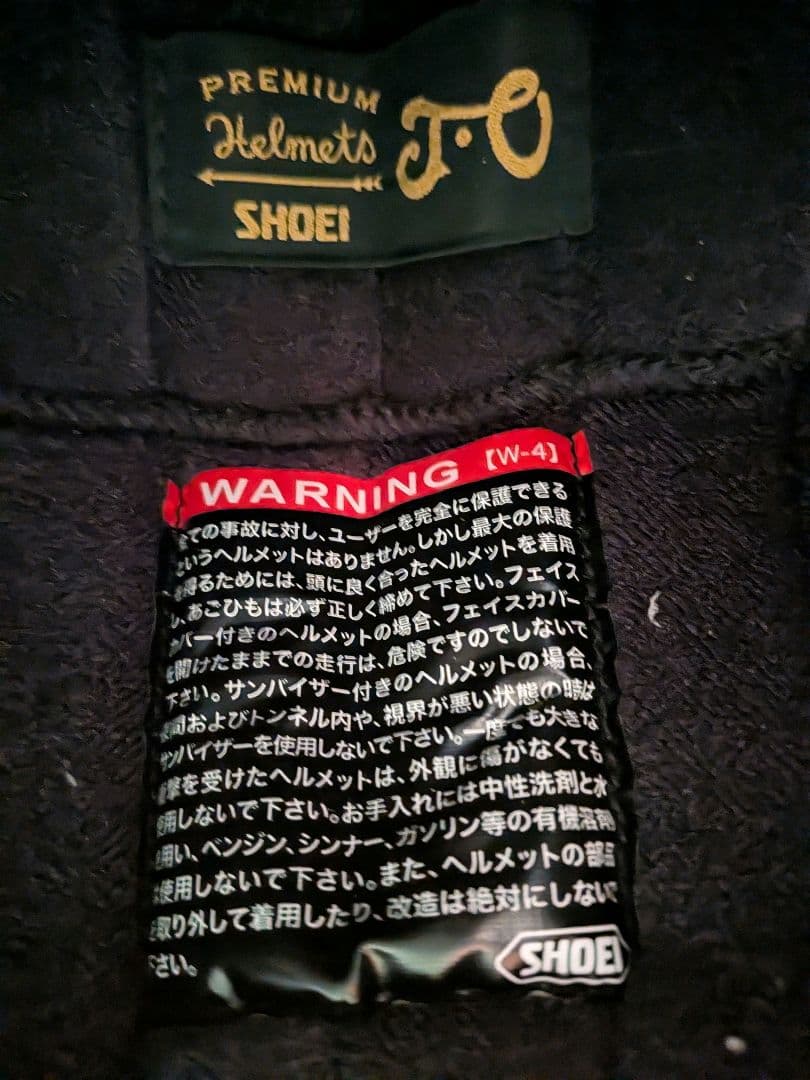 PREMIUM
Helmets
J・O
SHOEI
WARNING 【W-4】
全ての事故に対し、ユーザーを完全に保護できる
というヘルメットはありません。しかし最大の保護
を得るためには、頭に良く合ったヘルメットを着用
し、あごひもは必ず正しく締めて下さい。フェイス
カバー付きのヘルメットの場合、フェイスカバー
を開けたままでの走行は、危険ですのでしないで
下さい。サンバイザー付きのヘルメットの場合、
夜間およびトンネル内や、視界が悪い状態の時は
サンバイザーを使用しないで下さい。一度でも大きな
衝撃を受けたヘルメットは、外観に傷がなくても
使用しないで下さい。お手入れには中性洗剤と水
を用い、ベンジン、シンナー、ガソリン等の有機溶剤
は使用しないで下さい。また、ヘルメットの部品
を取り外して着用したり、改造は絶対にしないで
下さい。
SHOEI